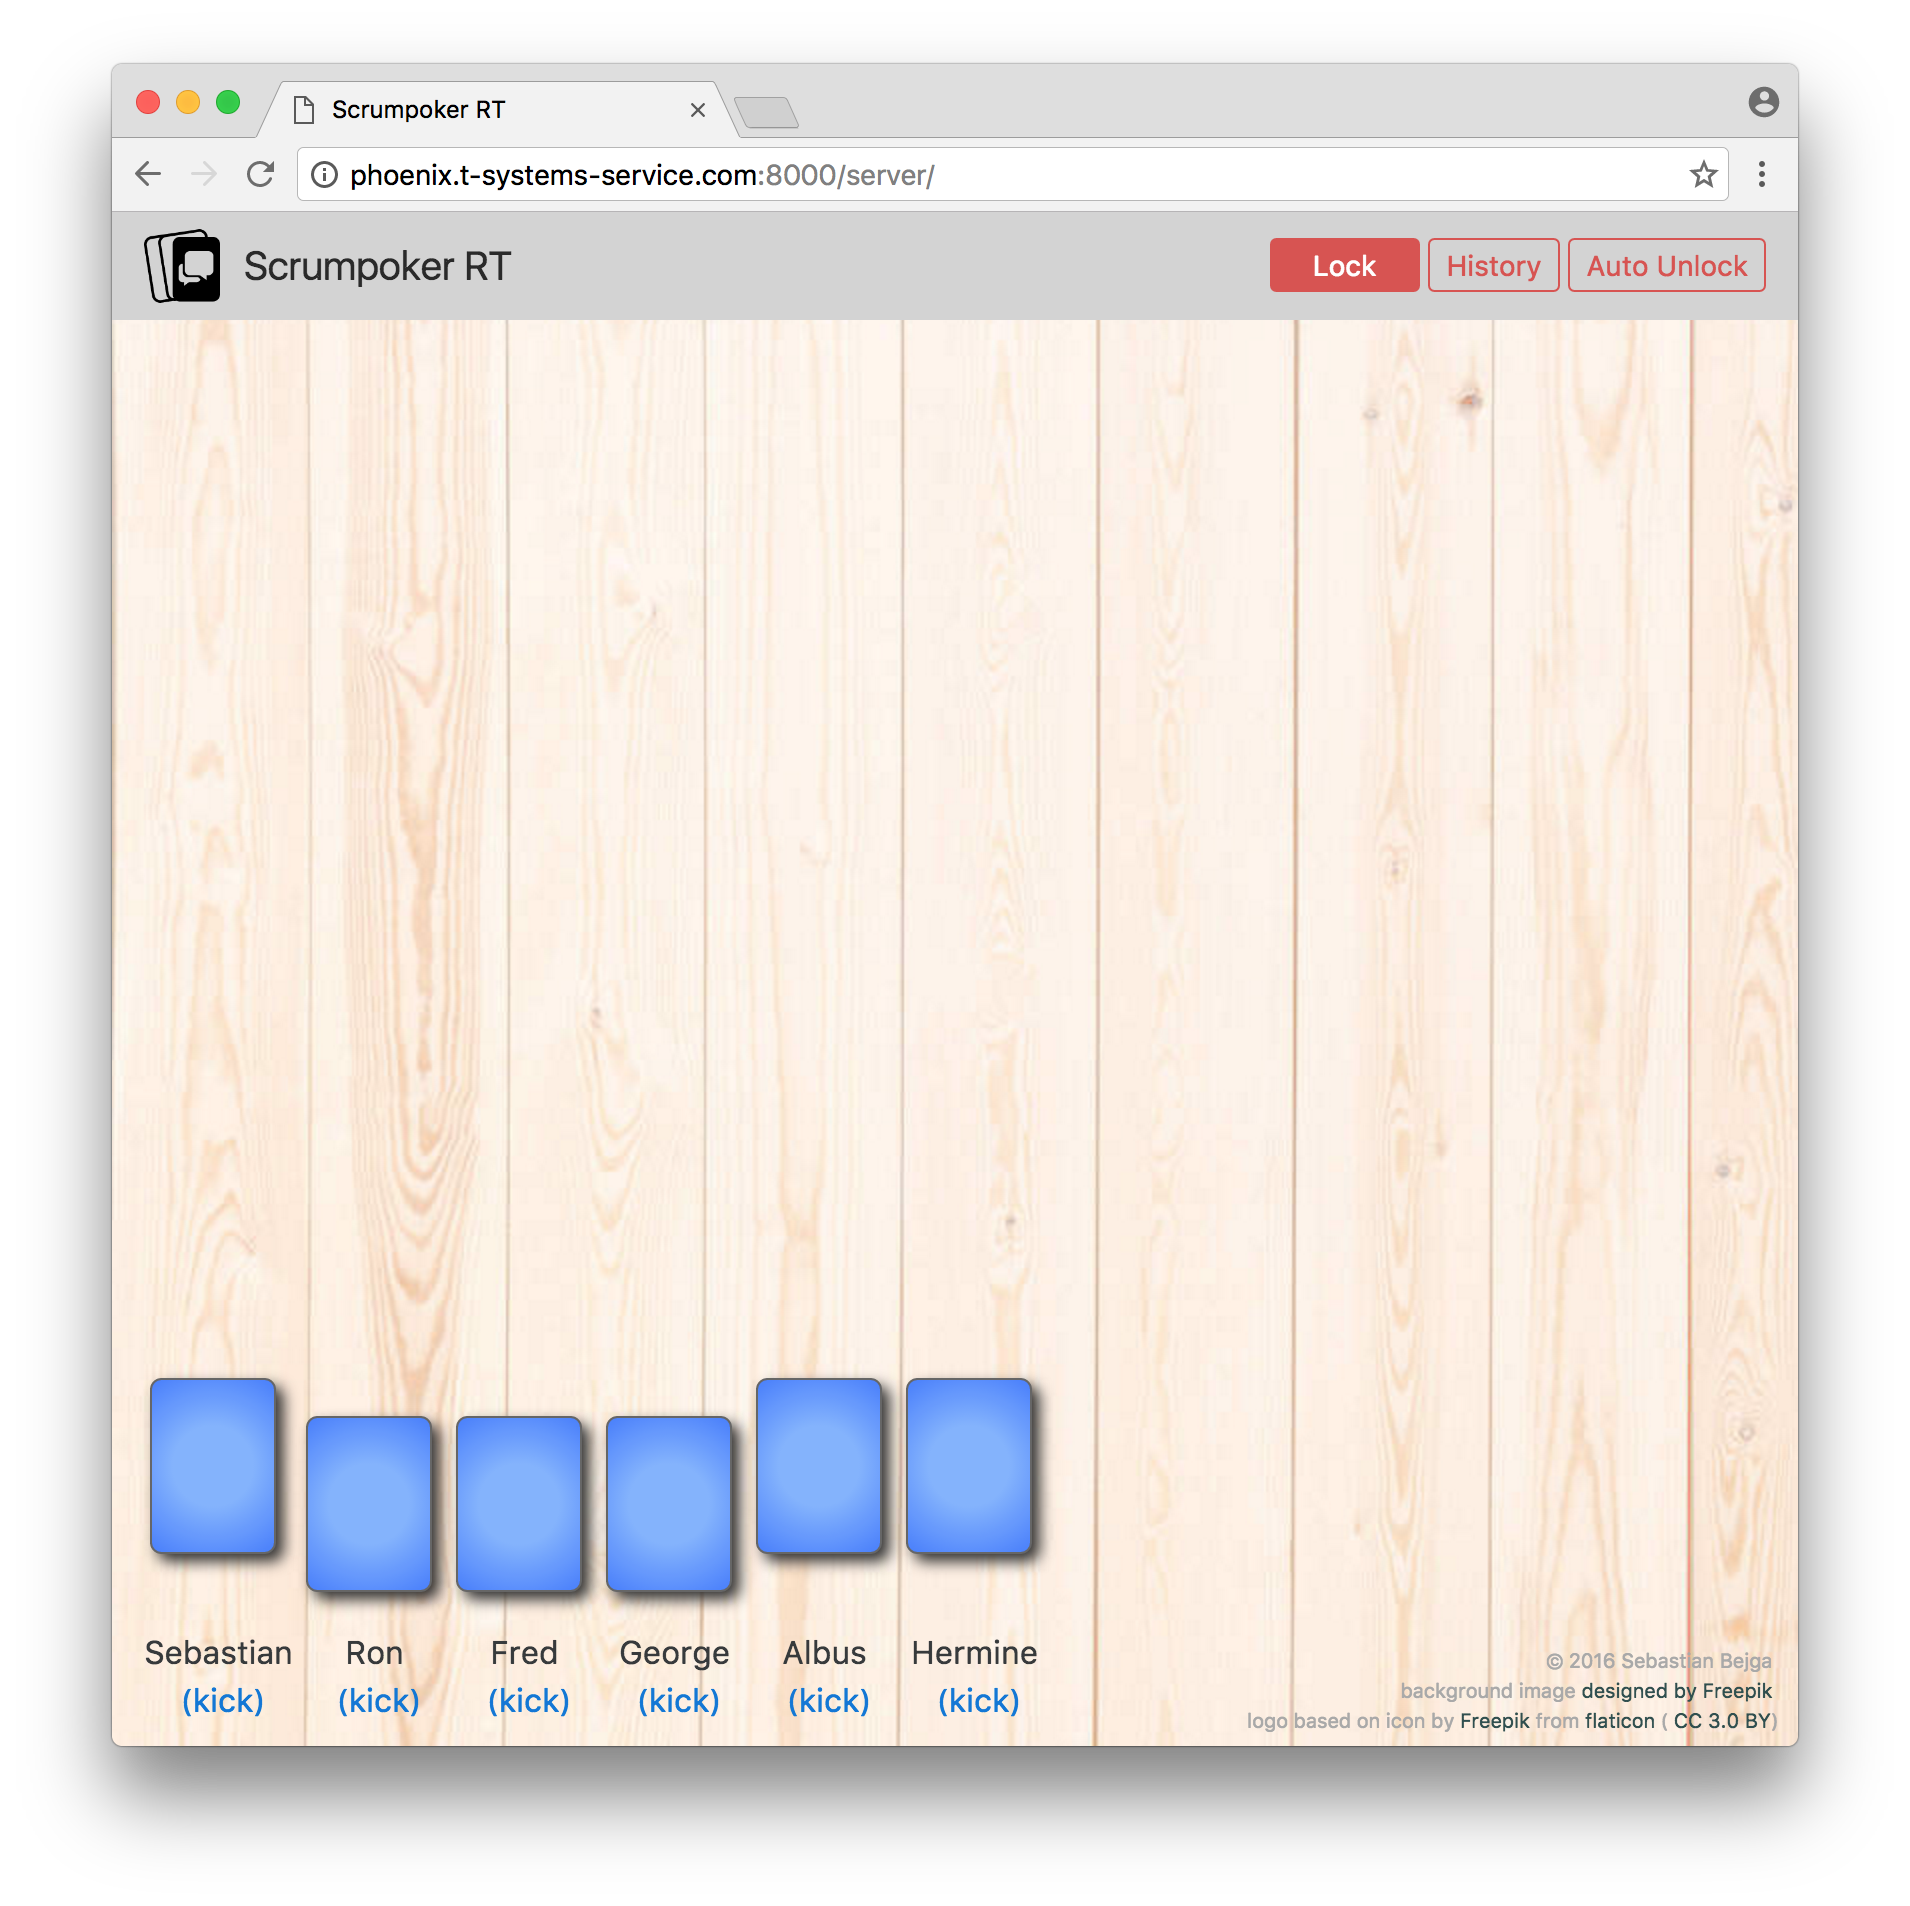 Scrumpoker RT
phoenix.t-systems-service.com:8000/server/
Scrumpoker RT
Lock
History
Auto Unlock
Sebastian
Ron
Fred
George
Albus
Hermine
(kick)
(kick)
(kick)
(kick)
(kick)
(kick)
© 2016 Sebastian Bejga
background image designed by Freepik
logo based on icon by Freepik from flaticon ( CC 3.0 BY)